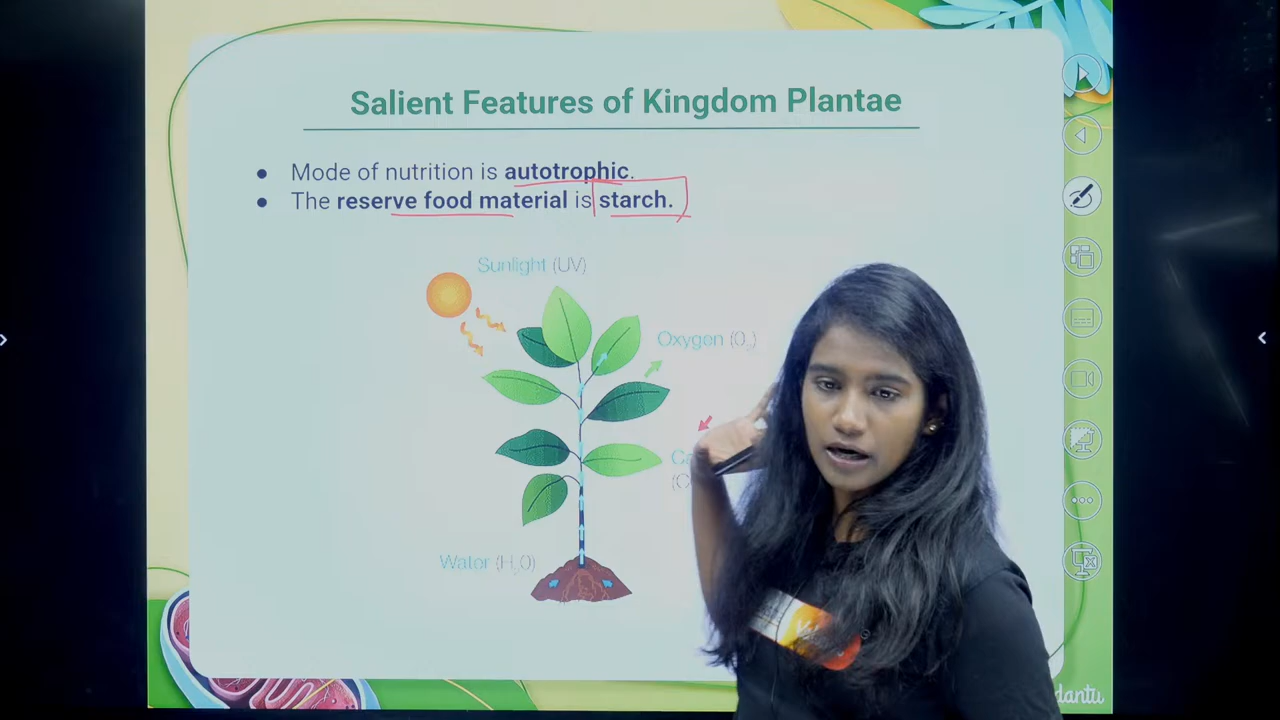 Salient Features of Kingdom Plantae
● Mode of nutrition is autotrophic.
● The reserve food material is starch.
Sunlight (UV)
Oxygen (O₂)
Water (H₂O)